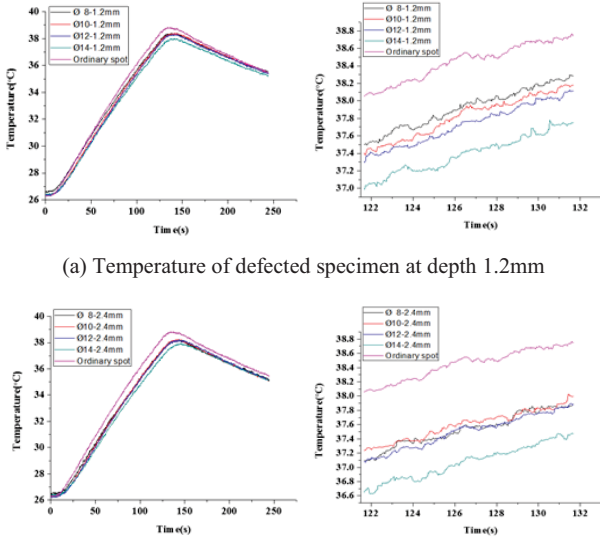 Ø 8-1.2mm
Ø10-1.2mm
Ø12-1.2mm
Ø14-1.2mm
Ordinary spot
40
38
36
34
32
30
28
26
Temperature(°C)
0 50 100 150 200 250
Time(s)
Ø 8-1.2mm
Ø10-1.2mm
Ø12-1.2mm
Ø14-1.2mm
Ordinary spot
39.0
38.8
38.6
38.4
38.2
38.0
37.8
37.6
37.4
37.2
37.0
Temperature(°C)
122 124 126 128 130 132
Time(s)
(a) Temperature of defected specimen at depth 1.2mm
Ø 8-2.4mm
Ø10-2.4mm
Ø12-2.4mm
Ø14-2.4mm
Ordinary spot
40
38
36
34
32
30
28
26
Temperature(°C)
0 50 100 150 200 250
Time(s)
Ø 8-2.4mm
Ø10-2.4mm
Ø12-2.4mm
Ø14-2.4mm
Ordinary spot
38.8
38.6
38.4
38.2
38.0
37.8
37.6
37.4
37.2
37.0
36.8
36.6
Temperature(°C)
122 124 126 128 130 132
Time(s)